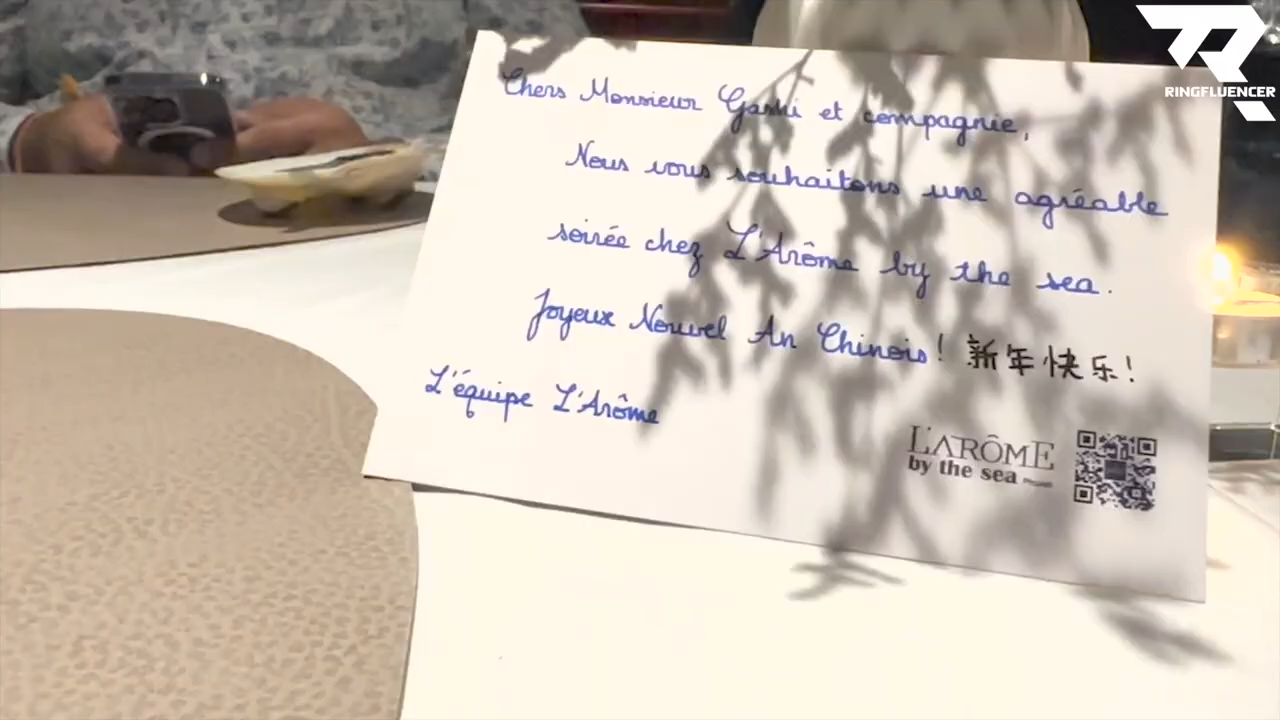 Chers Monsieur Gashi et compagnie,
Nous vous souhaitons une agréable
soirée chez L'Arôme by the sea.
Joyeux Nouvel An Chinois! 新年快乐!
L'équipe L'Arôme
L'ARÔME
by the sea
RINGFLUENCER